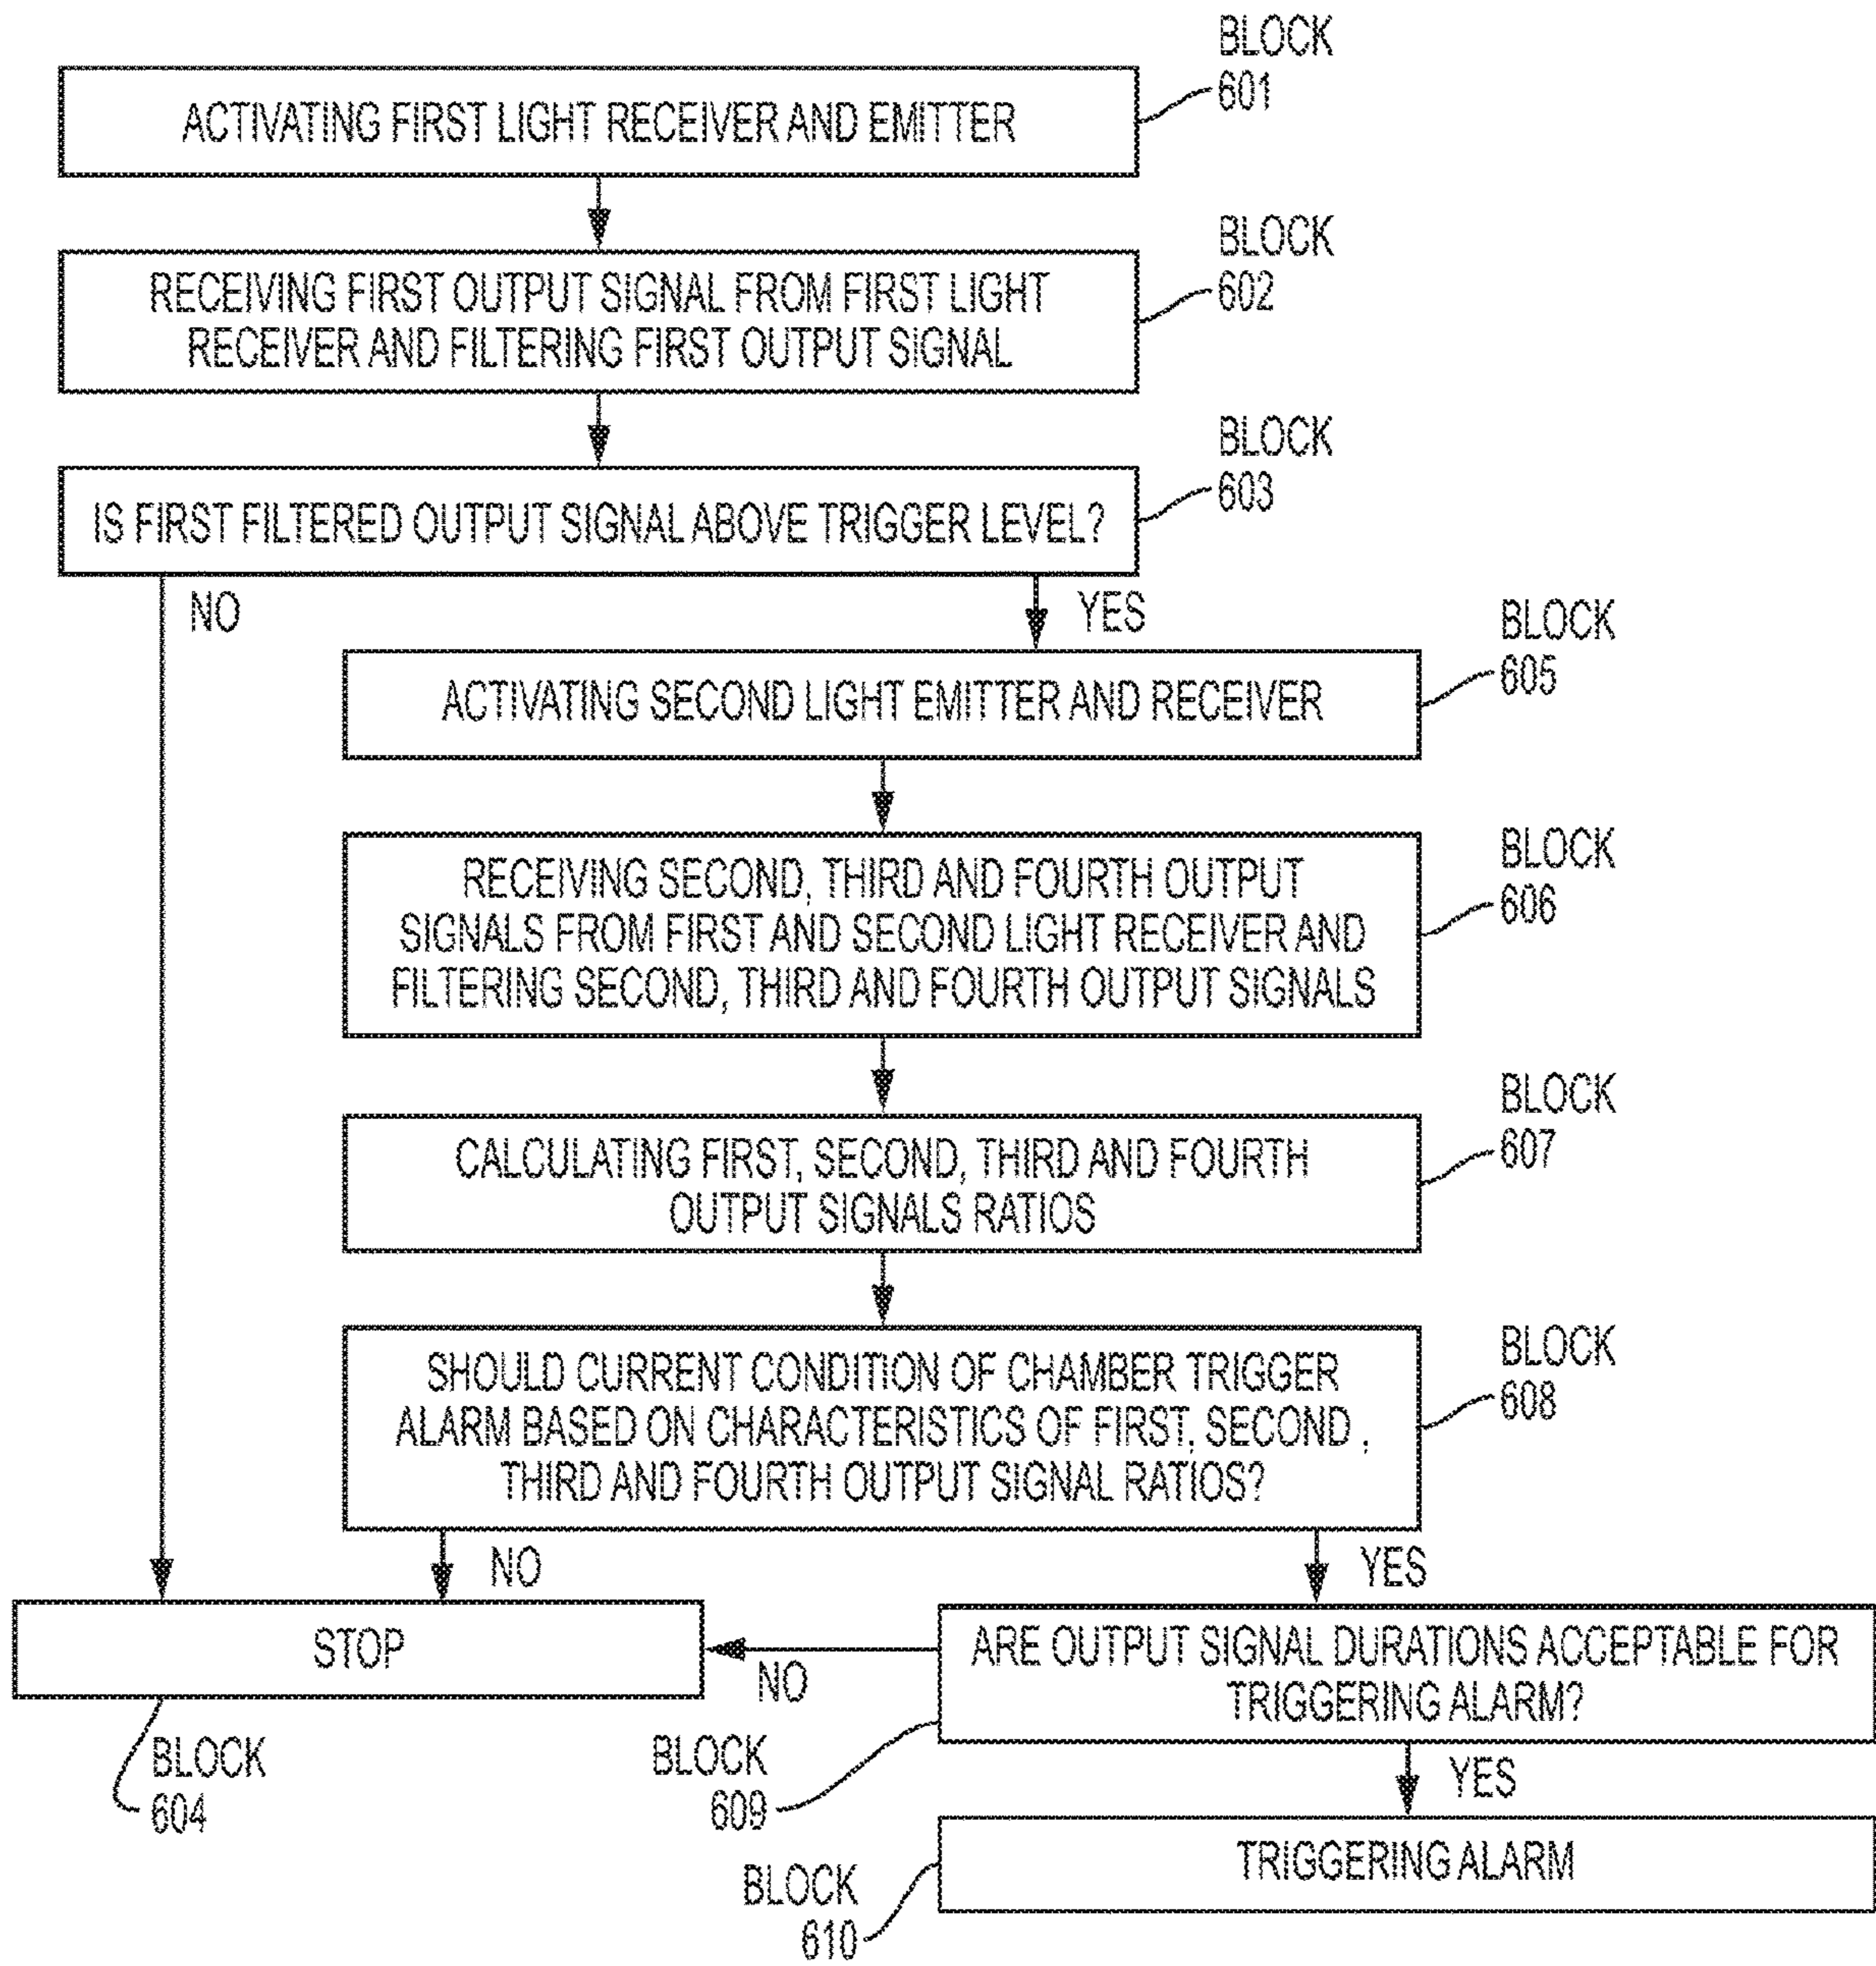 BLOCK
601
ACTIVATING FIRST LIGHT RECEIVER AND EMITTER
BLOCK
602
RECEIVING FIRST OUTPUT SIGNAL FROM FIRST LIGHT
RECEIVER AND FILTERING FIRST OUTPUT SIGNAL
BLOCK
603
IS FIRST FILTERED OUTPUT SIGNAL ABOVE TRIGGER LEVEL?
NO
YES
BLOCK
605
ACTIVATING SECOND LIGHT EMITTER AND RECEIVER
BLOCK
606
RECEIVING SECOND, THIRD AND FOURTH OUTPUT
SIGNALS FROM FIRST AND SECOND LIGHT RECEIVER AND
FILTERING SECOND, THIRD AND FOURTH OUTPUT SIGNALS
BLOCK
607
CALCULATING FIRST, SECOND, THIRD AND FOURTH
OUTPUT SIGNALS RATIOS
BLOCK
608
SHOULD CURRENT CONDITION OF CHAMBER TRIGGER
ALARM BASED ON CHARACTERISTICS OF FIRST, SECOND ,
THIRD AND FOURTH OUTPUT SIGNAL RATIOS?
NO
YES
STOP
NO
ARE OUTPUT SIGNAL DURATIONS ACCEPTABLE FOR
TRIGGERING ALARM?
BLOCK
604
BLOCK
609
YES
TRIGGERING ALARM
BLOCK
610